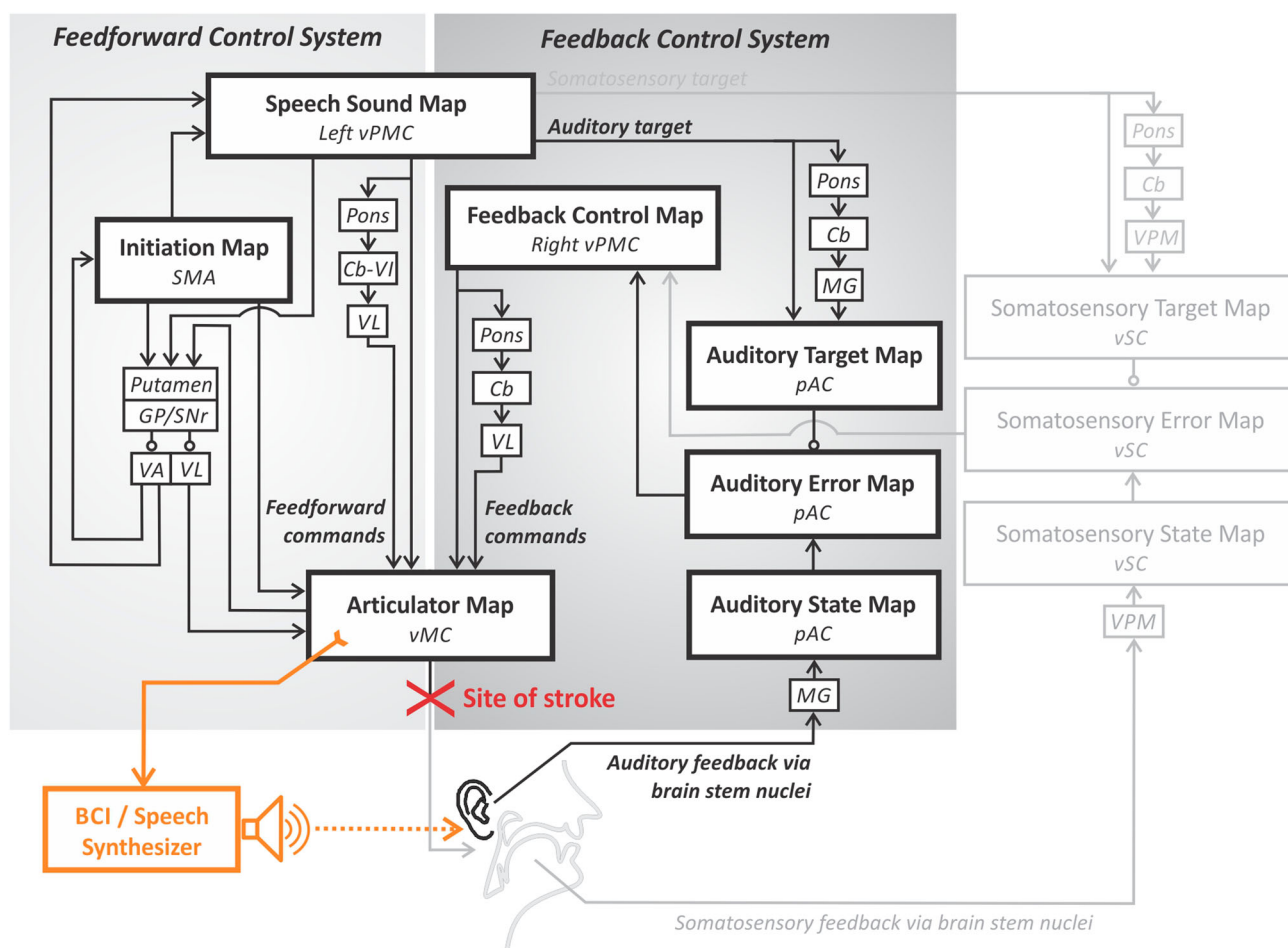 Feedforward Control System
Feedback Control System
Speech Sound Map
Left vPMC
Somatosensory target
Auditory target
Pons
Cb
VPM
Pons
Cb
MG
Pons
Cb-VI
VL
Feedback Control Map
Right vPMC
Initiation Map
SMA
Pons
Cb
VL
Putamen
GP/SNr
VA
VL
Auditory Target Map
pAC
Somatosensory Target Map
vSC
Auditory Error Map
pAC
Somatosensory Error Map
vSC
Feedforward
commands
Feedback
commands
Somatosensory State Map
vSC
Articulator Map
vMC
Auditory State Map
pAC
VPM
MG
Site of stroke
Auditory feedback via
brain stem nuclei
BCI / Speech
Synthesizer
Somatosensory feedback via brain stem nuclei